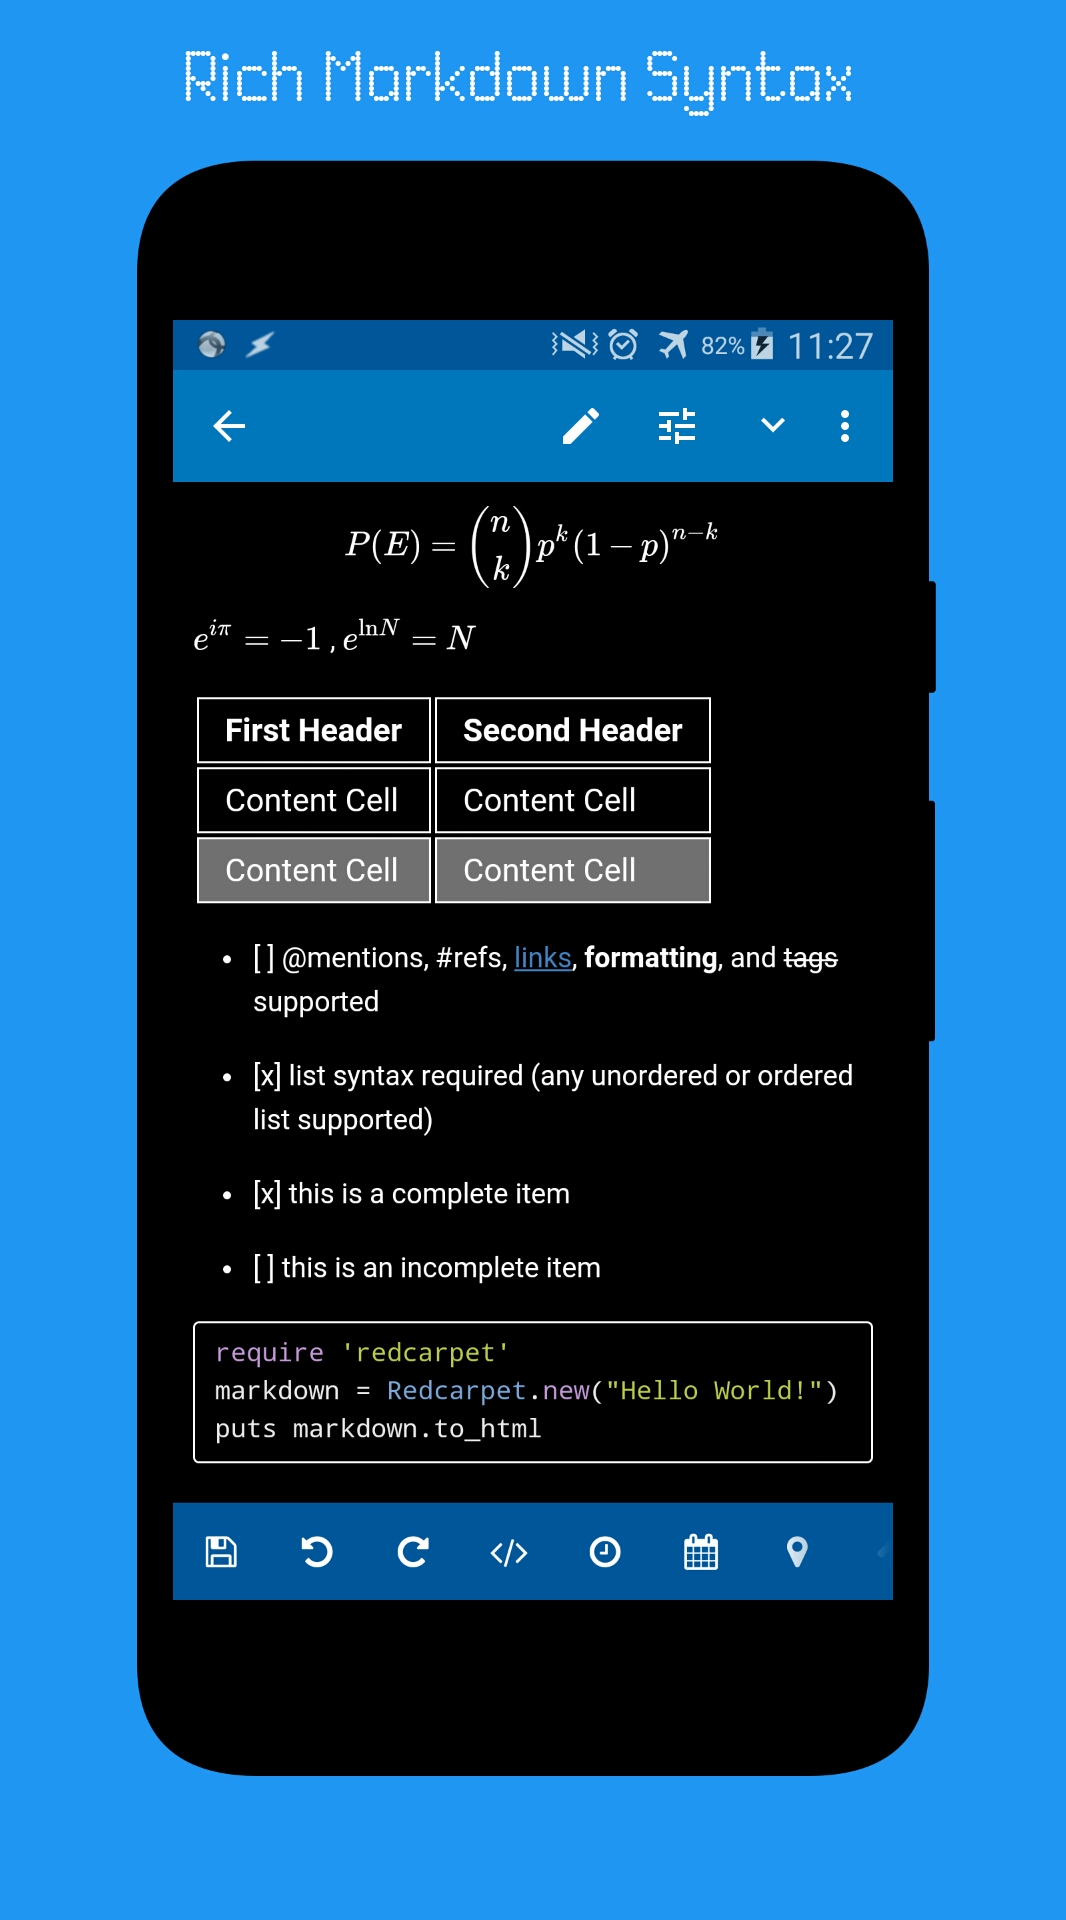 Rich Markdown Syntax
82% 11:27
P(E) = (n k) p^k (1 − p)^{n−k}
e^{iπ} = −1 , e^{ln N} = N
First Header Second Header
Content Cell Content Cell
Content Cell Content Cell
• [ ] @mentions, #refs, links, formatting, and tags
supported
• [x] list syntax required (any unordered or ordered
list supported)
• [x] this is a complete item
• [ ] this is an incomplete item
require 'redcarpet'
markdown = Redcarpet.new("Hello World!")
puts markdown.to_html